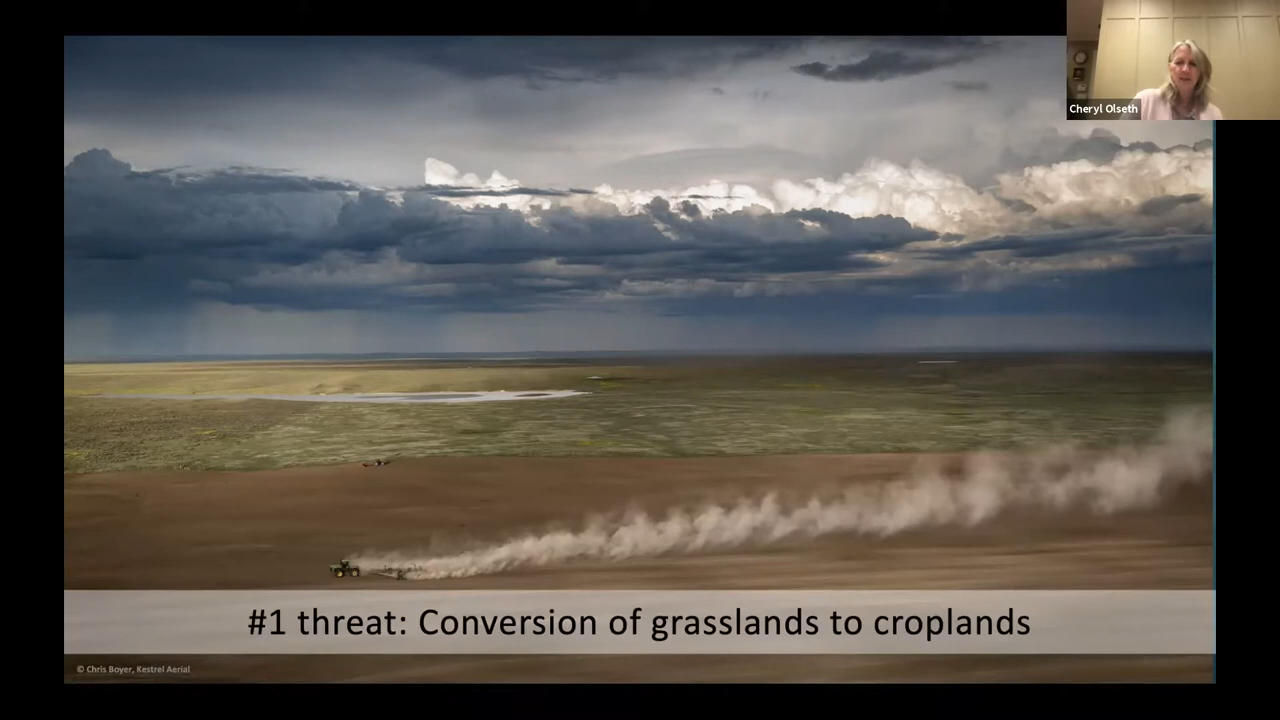 Cheryl Olseth
#1 threat: Conversion of grasslands to croplands
© Chris Boyer, Kestrel Aerial